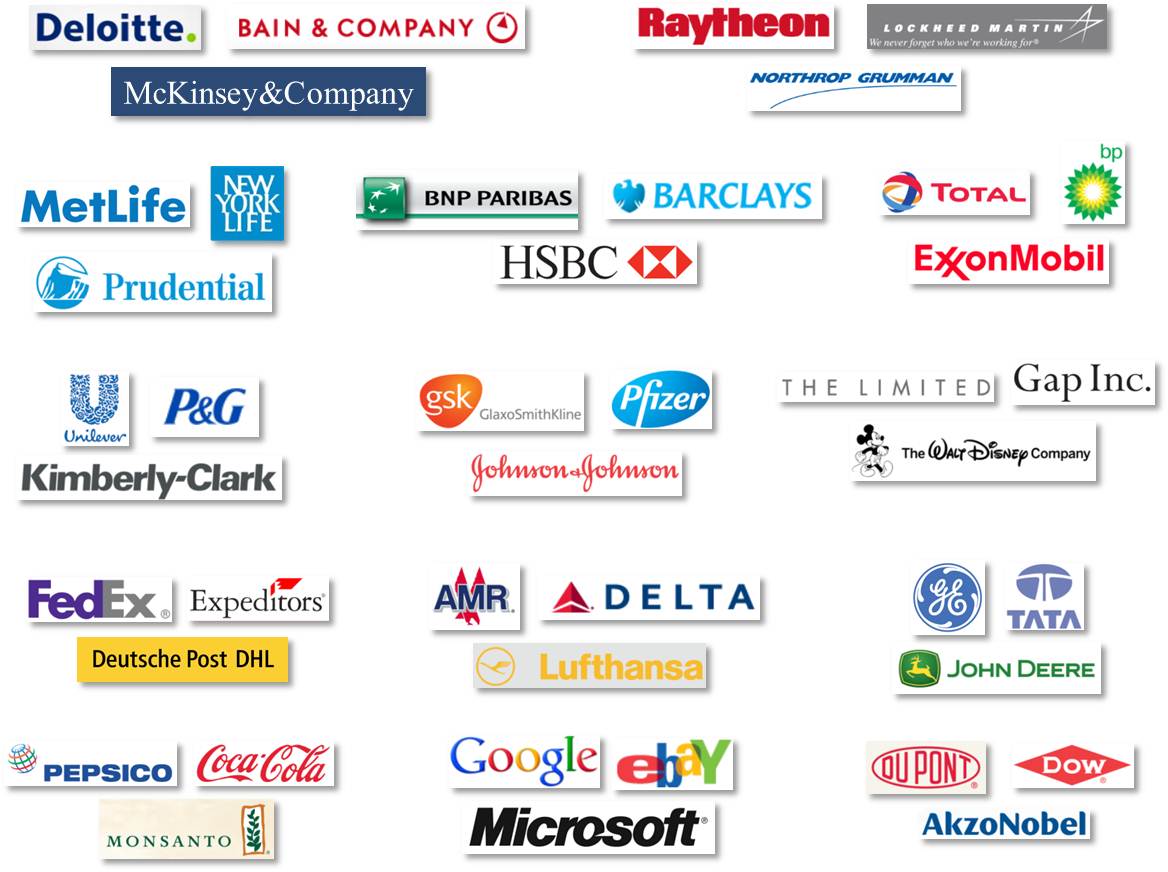 Deloitte.
BAIN & COMPANY
Raytheon
LOCKHEED MARTIN
We never forget who we're working for®
McKinsey&Company
NORTHROP GRUMMAN
MetLife
NEW
YORK
LIFE
BNP PARIBAS
BARCLAYS
TOTAL
bp
Prudential
HSBC
ExxonMobil
Unilever
P&G
gsk
GlaxoSmithKline
Pfizer
THE LIMITED
Gap Inc.
Kimberly-Clark
Johnson&Johnson
The WALT DISNEY Company
FedEx®
Expeditors®
AMR.
DELTA
GE
TATA
Deutsche Post DHL
Lufthansa
JOHN DEERE
PEPSICO
Coca-Cola
Google
ebaY
DU PONT®
DOW®
MONSANTO
Microsoft®
AkzoNobel